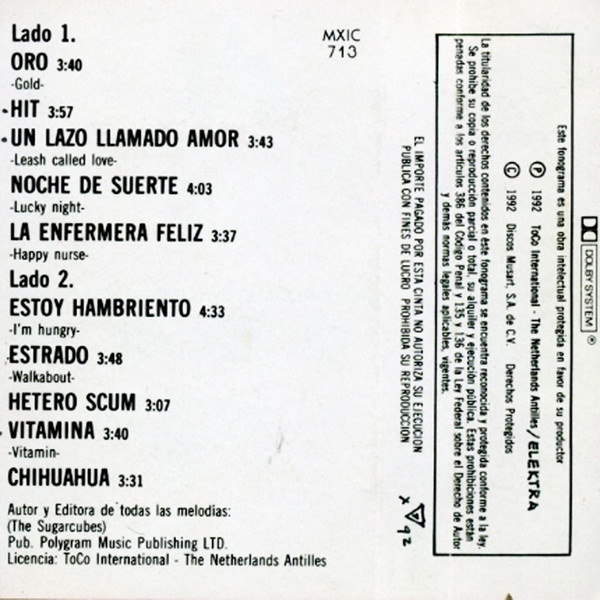 Lado 1.
ORO 3:40
-Gold-
HIT 3:57
UN LAZO LLAMADO AMOR 3:43
-Leash called love-
NOCHE DE SUERTE 4:03
-Lucky night-
LA ENFERMERA FELIZ 3:37
-Happy nurse-
Lado 2.
ESTOY HAMBRIENTO 4:33
-I'm hungry-
ESTRADO 3:48
-Walkabout-
HETERO SCUM 3:07
VITAMINA 3:40
-Vitamin-
CHIHUAHUA 3:31
Autor y Editora de todas las melodias:
(The Sugarcubes)
Pub. Polygram Music Publishing LTD.
Licencia: ToCo International - The Netherlands Antilles
MXIC
713
EL IMPORTE PAGADO POR ESTA CINTA NO AUTORIZA SU EJECUCION
PUBLICA CON FINES DE LUCRO PROHIBIDA SU REPRODUCCION
Este fonograma es una obra intelectual protegida en favor de su productor
℗ 1992 ToCo International - The Netherlands Antilles/ELEKTRA
© 1992 Discos Musart, S.A. de C.V. Derechos Protegidos
La titularidad de los derechos contenidos en éste fonograma se encuentra reconocida y protegida conforme a la ley.
Se prohibe su copia o reproducción parcial o total, su alquiler y ejecución pública. Estas prohibiciones estan
penadas conforme a los artículos 386 del Código Penal y 135 y 136 de la Ley Federal sobre el Derecho de Autor
y demás normas legales aplicables, vigentes.
DOLBY SYSTEM ®
92